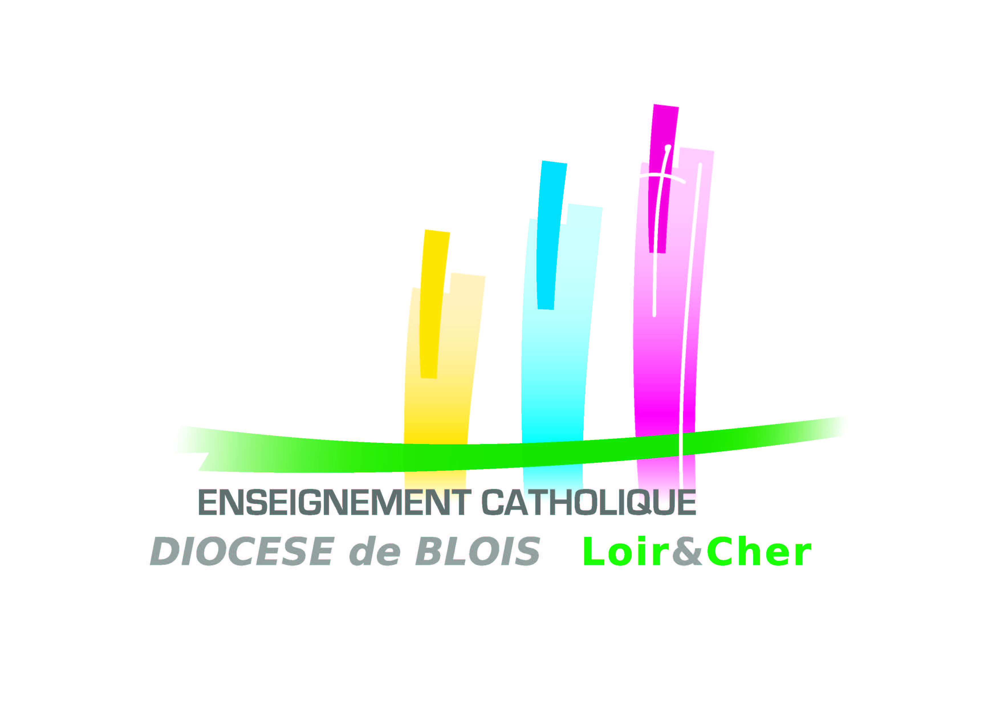 ENSEIGNEMENT CATHOLIQUE
DIOCESE de BLOIS Loir&Cher